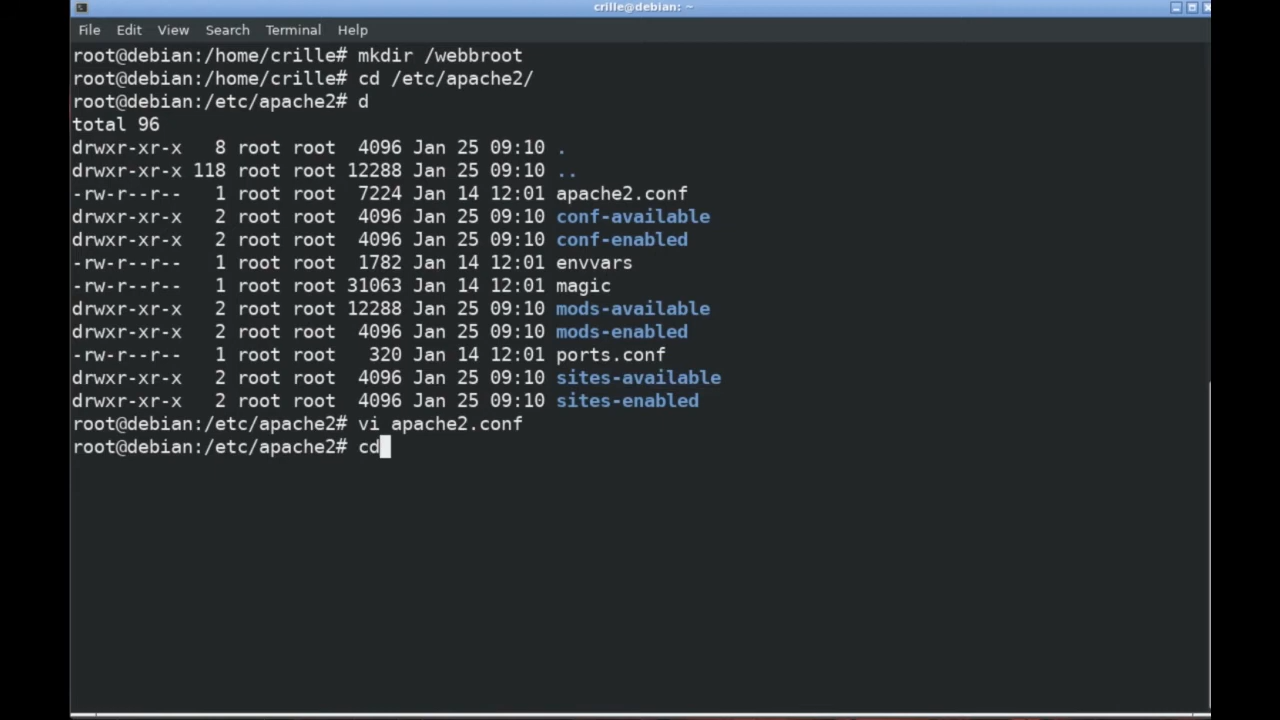 crille@debian: ~
File Edit View Search Terminal Help
root@debian:/home/crille# mkdir /webbroot
root@debian:/home/crille# cd /etc/apache2/
root@debian:/etc/apache2# d
total 96
drwxr-xr-x   8 root root  4096 Jan 25 09:10 .
drwxr-xr-x 118 root root 12288 Jan 25 09:10 ..
-rw-r--r--   1 root root  7224 Jan 14 12:01 apache2.conf
drwxr-xr-x   2 root root  4096 Jan 25 09:10 conf-available
drwxr-xr-x   2 root root  4096 Jan 25 09:10 conf-enabled
-rw-r--r--   1 root root  1782 Jan 14 12:01 envvars
-rw-r--r--   1 root root 31063 Jan 14 12:01 magic
drwxr-xr-x   2 root root 12288 Jan 25 09:10 mods-available
drwxr-xr-x   2 root root  4096 Jan 25 09:10 mods-enabled
-rw-r--r--   1 root root   320 Jan 14 12:01 ports.conf
drwxr-xr-x   2 root root  4096 Jan 25 09:10 sites-available
drwxr-xr-x   2 root root  4096 Jan 25 09:10 sites-enabled
root@debian:/etc/apache2# vi apache2.conf
root@debian:/etc/apache2# cd